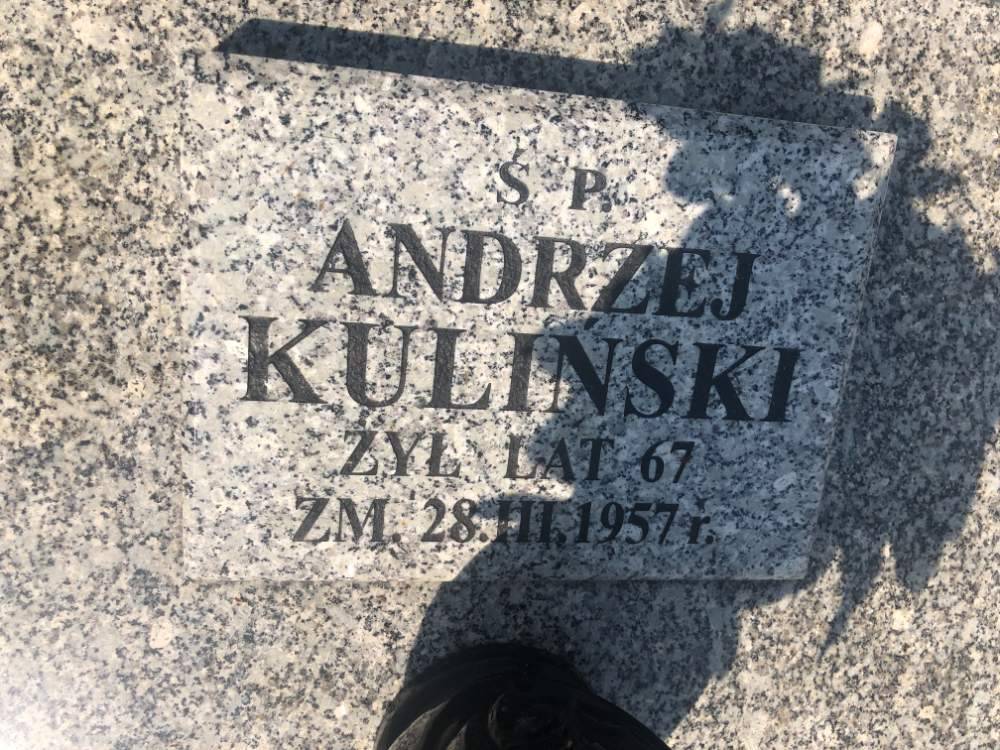 Ś P.
ANDRZEJ
KULIŃSKI
ŻYŁ LAT 67
ZM. 28.III.1957 r.